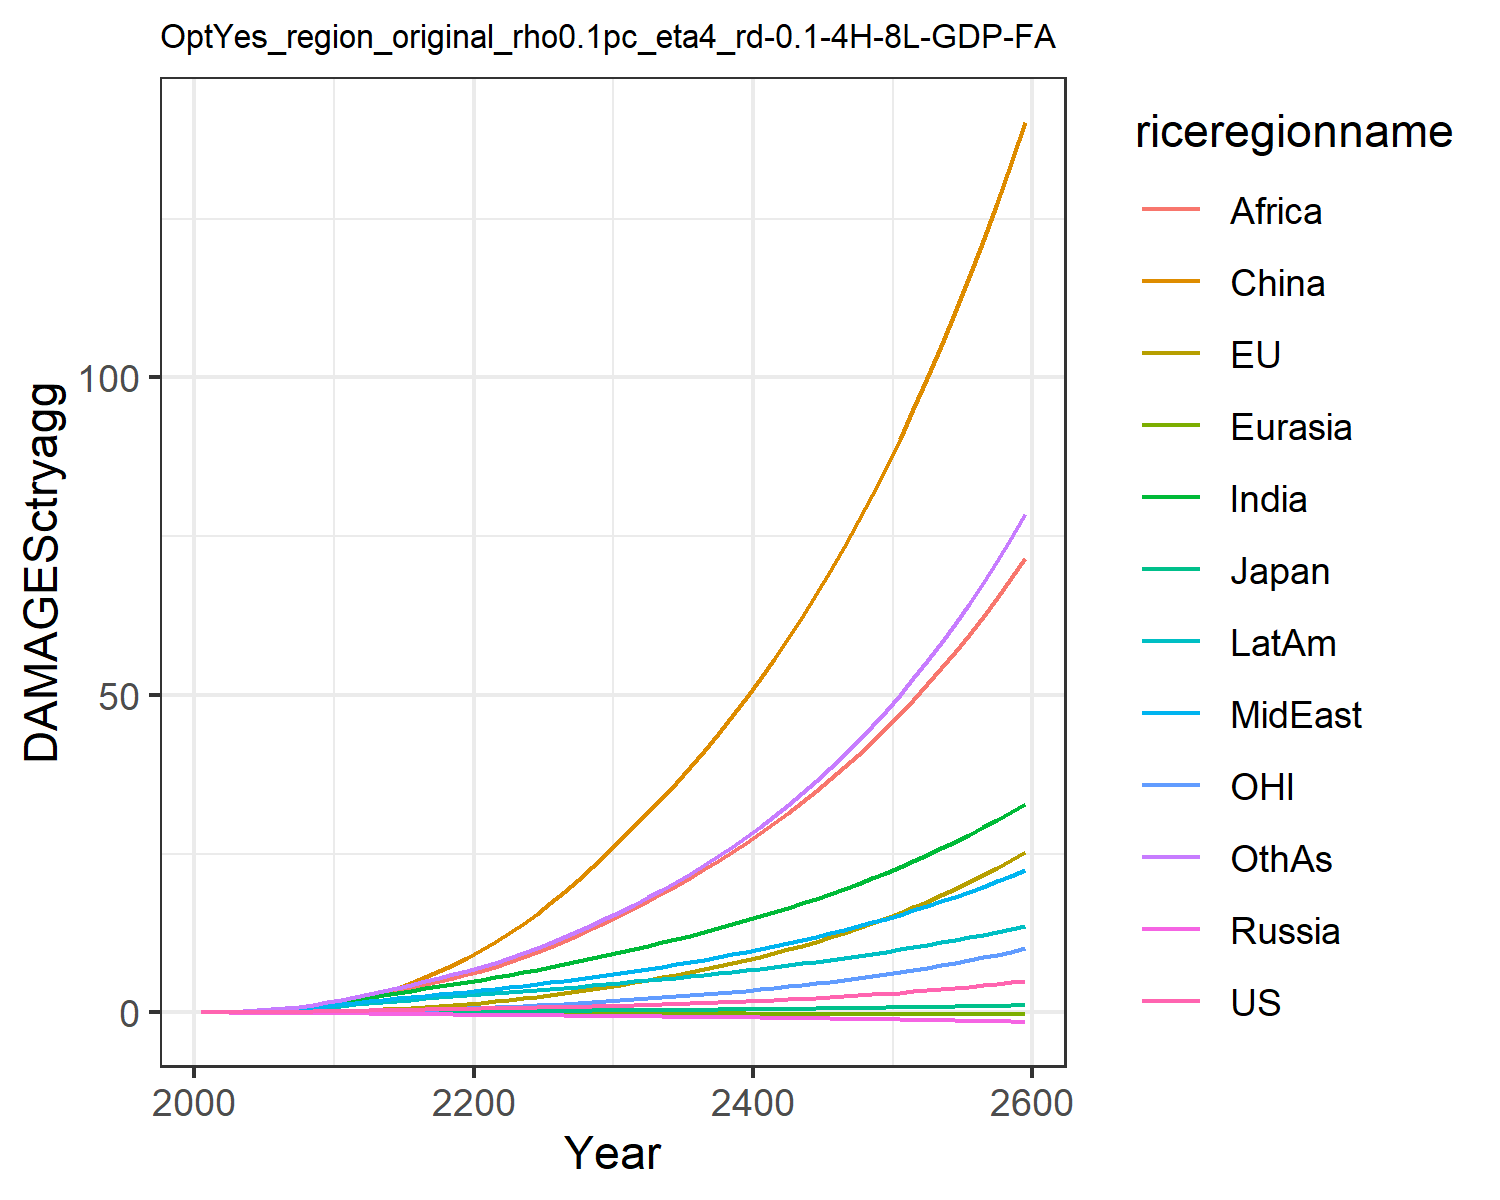 OptYes_region_original_rho0.1pc_eta4_rd-0.1-4H-8L-GDP-FA
DAMAGESctryagg
100
50
0
2000
2200
2400
2600
Year
riceregionname
Africa
China
EU
Eurasia
India
Japan
LatAm
MidEast
OHI
OthAs
Russia
US